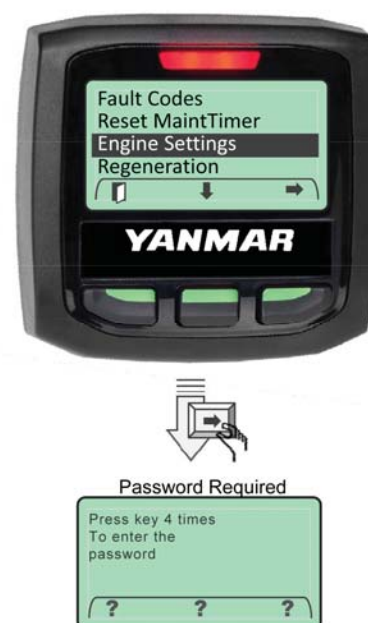 Fault Codes
Reset MaintTimer
Engine Settings
Regeneration
YANMAR
Password Required
Press key 4 times
To enter the
password
? ? ?